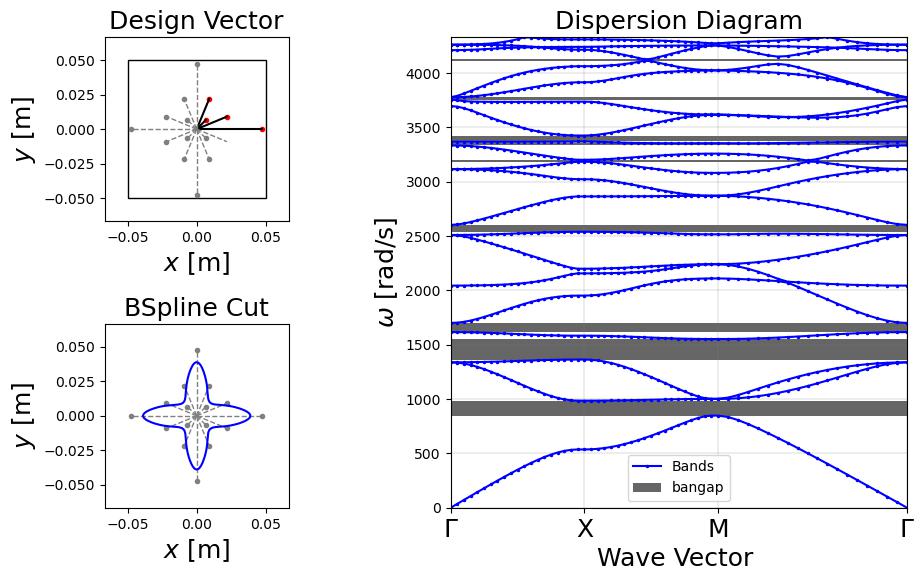 Design Vector
0.050
0.025
0.000
−0.025
−0.050
y [m]
−0.05
0.00
0.05
x [m]
BSpline Cut
0.050
0.025
0.000
−0.025
−0.050
y [m]
−0.05
0.00
0.05
x [m]
Dispersion Diagram
4000
3500
3000
2500
2000
1500
1000
500
0
ω [rad/s]
Bands
bangap
Γ
X
M
Γ
Wave Vector